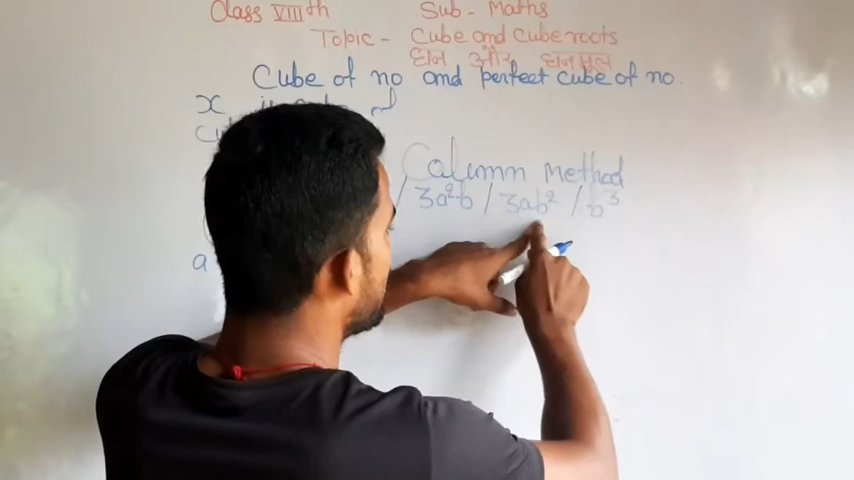 Class VIIIth Sub- Maths
Topic - Cube and Cube roots
घन और घनमूल
Cube of no and perfect cube of no.
x
Calumn Method
/ 3a²b / 3ab² / b³
a